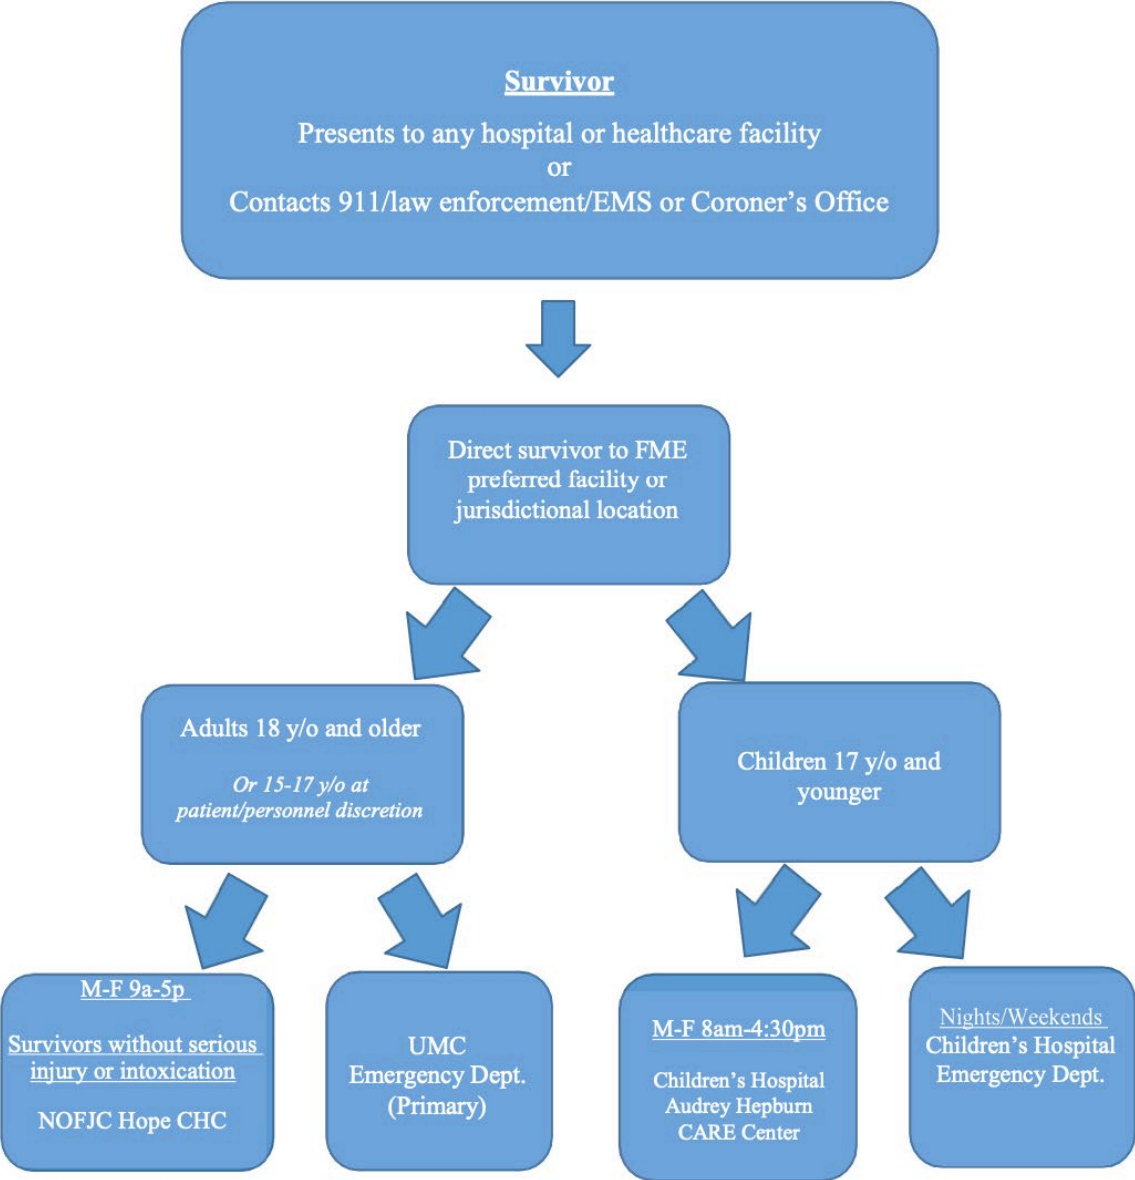 Survivor
Presents to any hospital or healthcare facility
or
Contacts 911/law enforcement/EMS or Coroner's Office
Direct survivor to FME
preferred facility or
jurisdictional location
Adults 18 y/o and older
Or 15-17 y/o at
patient/personnel discretion
Children 17 y/o and
younger
M-F 9a-5p
Survivors without serious
injury or intoxication
NOFJC Hope CHC
UMC
Emergency Dept.
(Primary)
M-F 8am-4:30pm
Children's Hospital
Audrey Hepburn
CARE Center
Nights/Weekends
Children's Hospital
Emergency Dept.